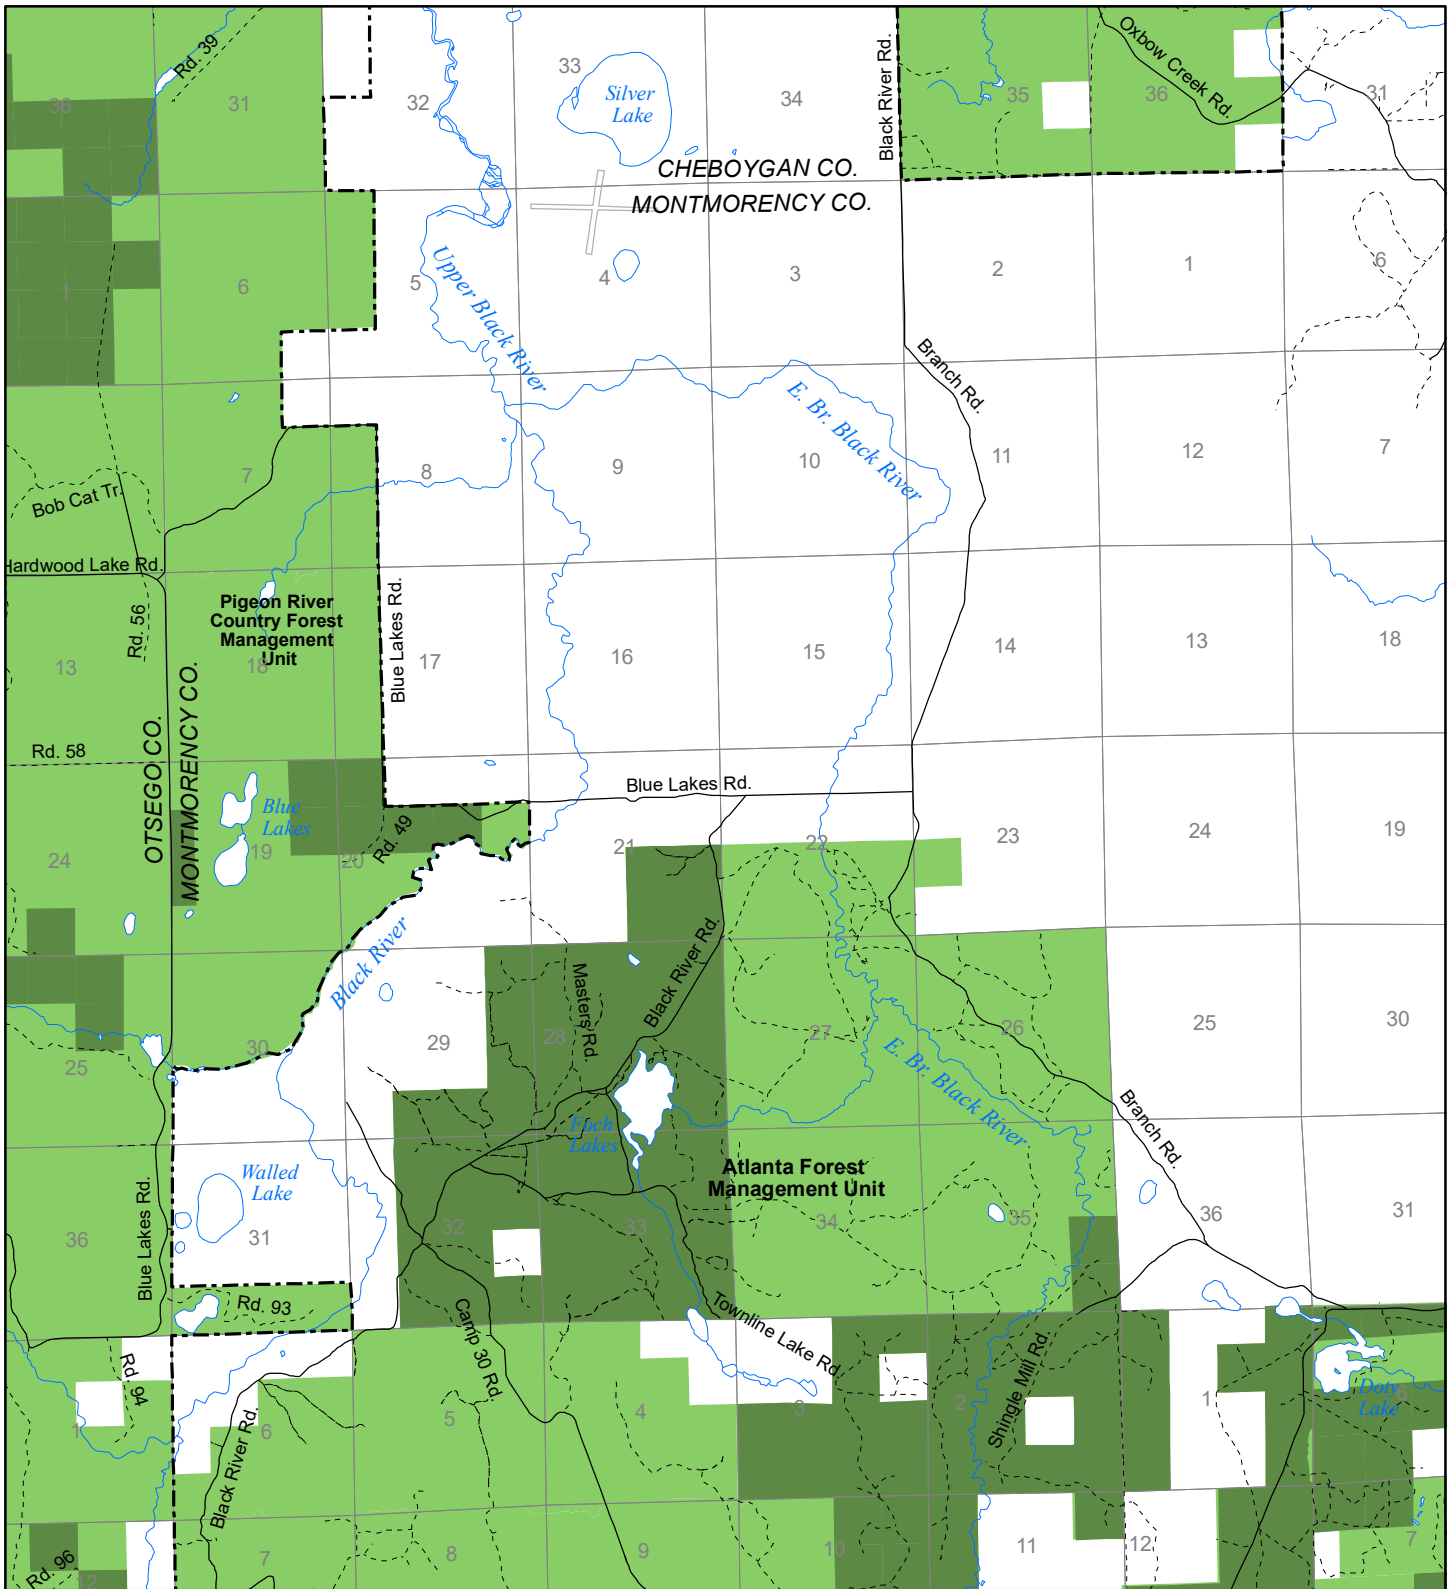 Rd. 39
36
31
32
33
Silver
Lake
34
Black River Rd.
35
36
Oxbow Creek Rd.
31
CHEBOYGAN CO.
MONTMORENCY CO.
1
6
5
Upper Black River
4
3
2
1
6
Branch Rd.
E. Br. Black River
Bob Cat Tr.
7
8
9
10
11
12
7
Hardwood Lake Rd.
Rd. 56
Pigeon River
Country Forest
Management
Unit
Blue Lakes Rd.
13
18
17
16
15
14
13
18
OTSEGO CO.
MONTMORENCY CO.
Rd. 58
Blue Lakes Rd.
Blue
Lakes
24
19
20
Rd. 49
21
22
23
24
19
Black River
Masters Rd.
Black River Rd.
25
30
29
28
27
26
25
30
E. Br. Black River
Branch Rd.
Foch
Lakes
Walled
Lake
Atlanta Forest
Management Unit
Blue Lakes Rd.
36
31
32
33
34
35
36
31
Rd. 93
Camp 30 Rd.
Townline Lake Rd.
Shingle Mill Rd.
Rd. 94
Doty
Lake
1
6
5
4
3
2
1
6
Black River Rd.
Rd. 96
12
7
8
9
10
11
12
7